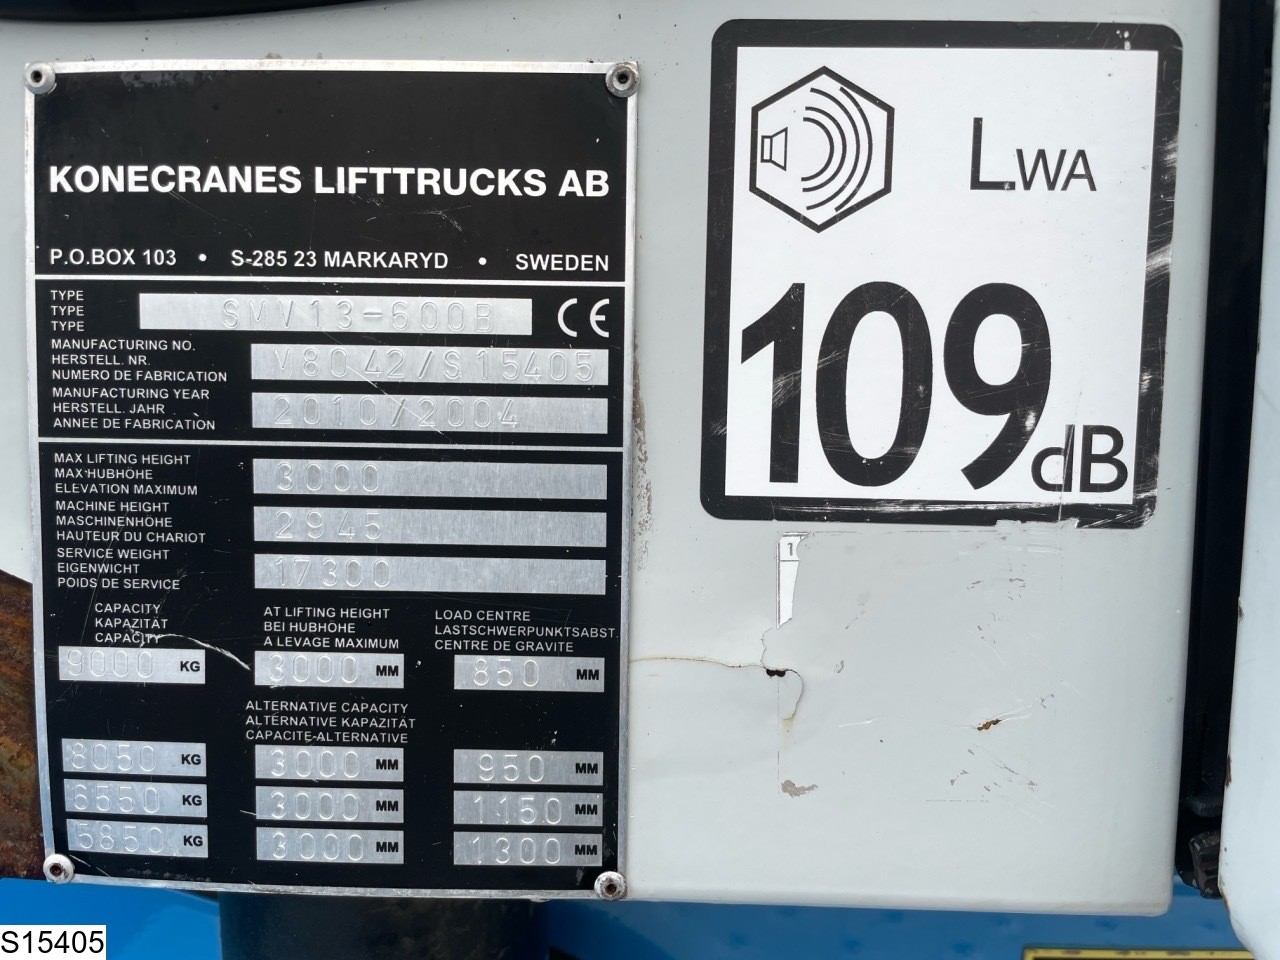 KONECRANES LIFTTRUCKS AB
P.O.BOX 103 • S-285 23 MARKARYD • SWEDEN
TYPE
TYPE
TYPE
SMV13-600B CE
MANUFACTURING NO.
HERSTELL. NR.
NUMERO DE FABRICATION
V8042/S15405
MANUFACTURING YEAR
HERSTELL. JAHR
ANNEE DE FABRICATION
2010/2004
MAX LIFTING HEIGHT
MAX HUBHÖHE
ELEVATION MAXIMUM
3000
MACHINE HEIGHT
MASCHINENHÖHE
HAUTEUR DU CHARIOT
2945
SERVICE WEIGHT
EIGENWICHT
POIDS DE SERVICE
17300
CAPACITY
KAPAZITÄT
CAPACITY
9000 KG
AT LIFTING HEIGHT
BEI HUBHÖHE
A LEVAGE MAXIMUM
3000 MM
LOAD CENTRE
LASTSCHWERPUNKTSABST.
CENTRE DE GRAVITE
850 MM
ALTERNATIVE CAPACITY
ALTERNATIVE KAPAZITÄT
CAPACITE-ALTERNATIVE
8050 KG 3000 MM 950 MM
6550 KG 3000 MM 1150 MM
5850 KG 3000 MM 1300 MM
LWA
109 dB
1
S15405